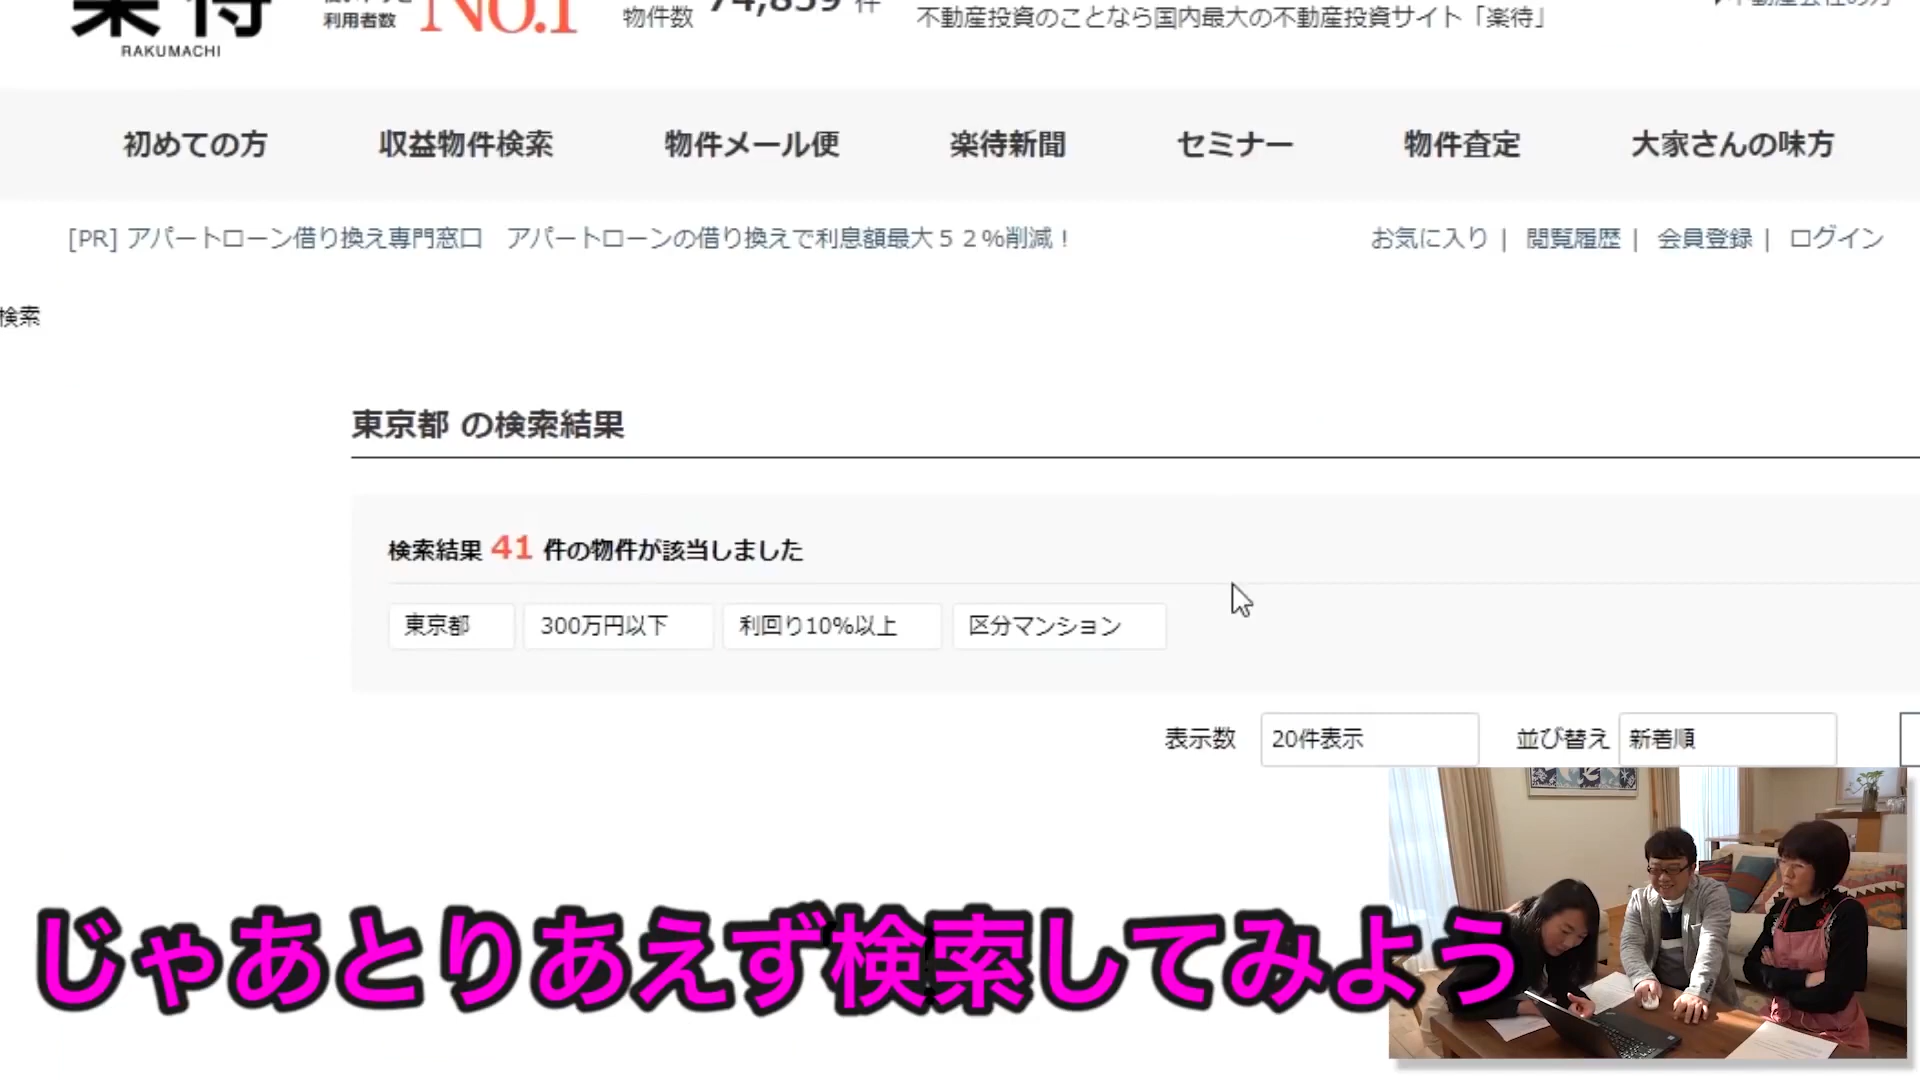 楽待
RAKUMACHI
利用者数
No.1
物件数 74,859 件
不動産投資のことなら国内最大の不動産投資サイト「楽待」
初めての方
収益物件検索
物件メール便
楽待新聞
セミナー
物件査定
大家さんの味方
[PR] アパートローン借り換え専門窓口　アパートローンの借り換えで利息額最大５２%削減！
お気に入り | 閲覧履歴 | 会員登録 | ログイン
検索
東京都 の検索結果
検索結果 41 件の物件が該当しました
東京都
300万円以下
利回り10%以上
区分マンション
表示数 20件表示 並び替え 新着順
じゃあとりあえず検索してみよう